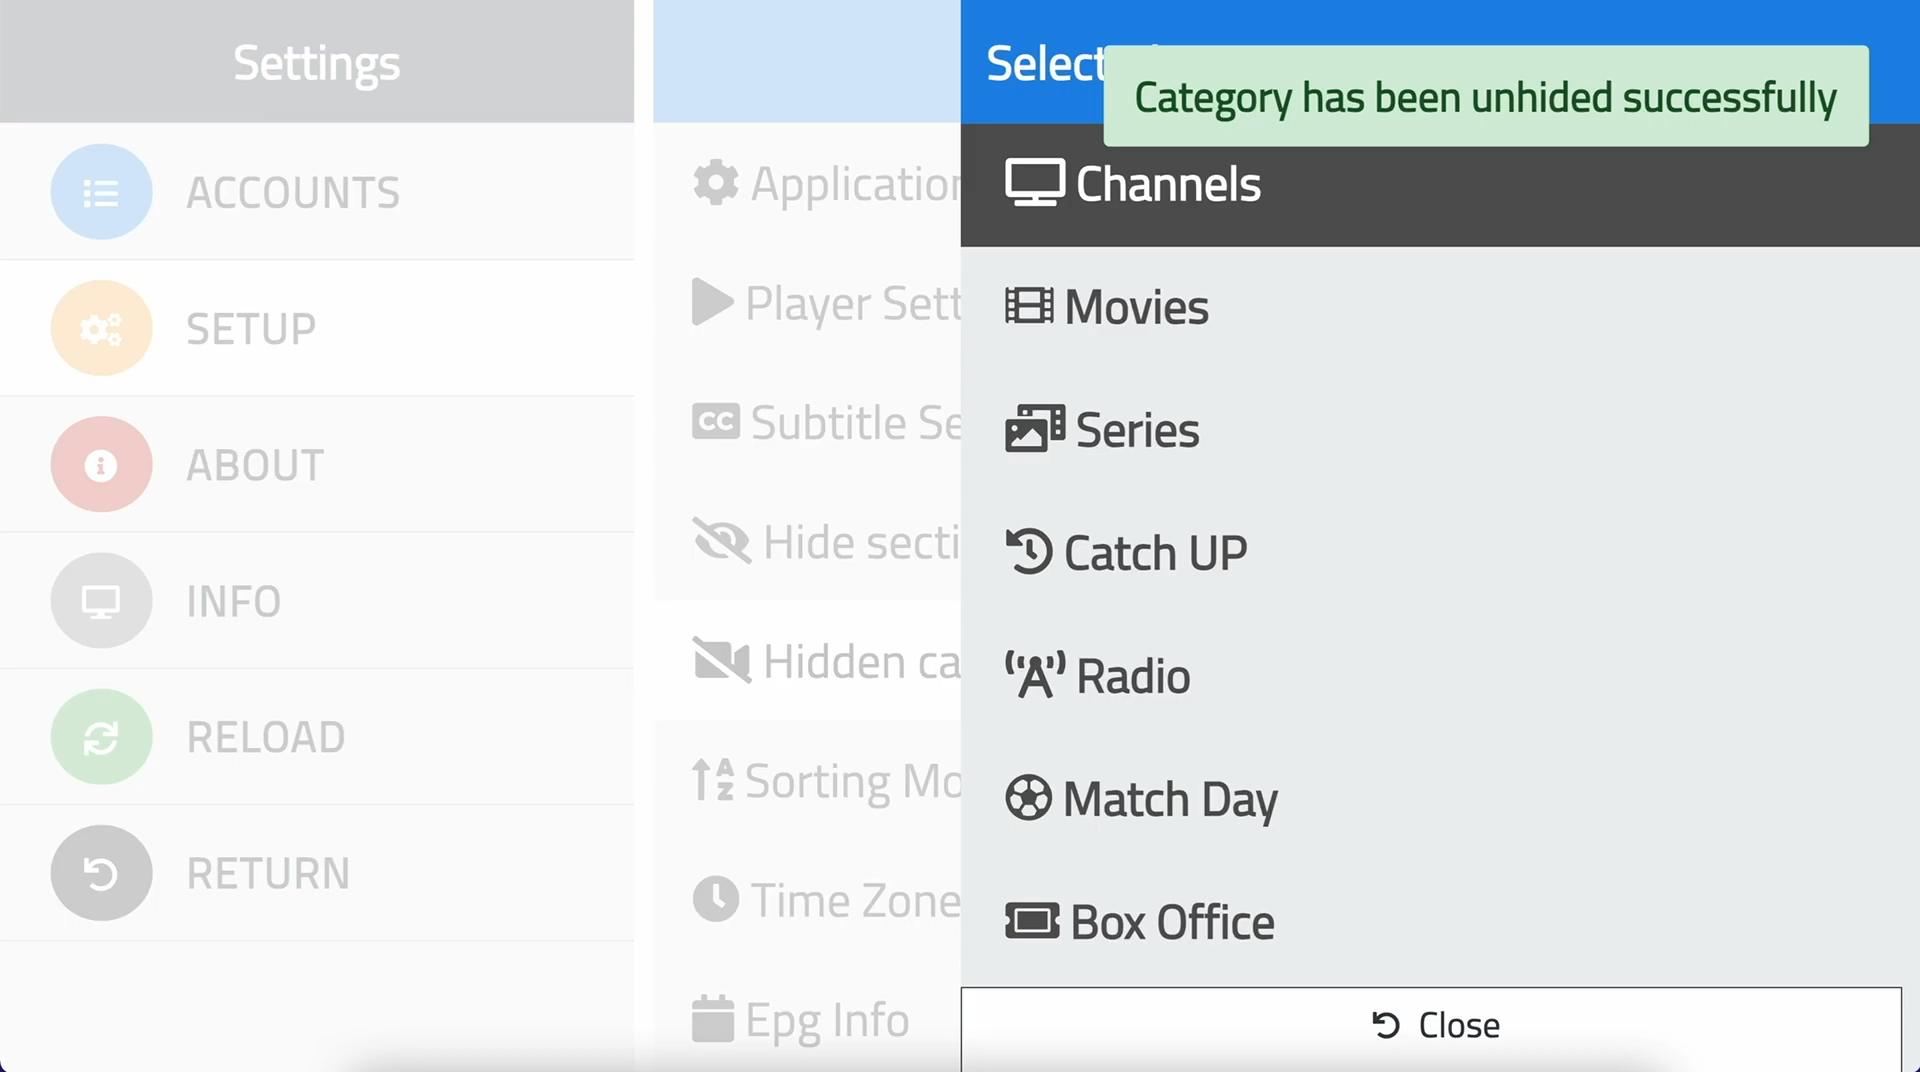 Settings
ACCOUNTS
SETUP
ABOUT
INFO
RELOAD
RETURN
Application
Player Sett
Subtitle Se
Hide secti
Hidden ca
Sorting Mo
Time Zone
Epg Info
Select
Category has been unhided successfully
Channels
Movies
Series
Catch UP
Radio
Match Day
Box Office
Close